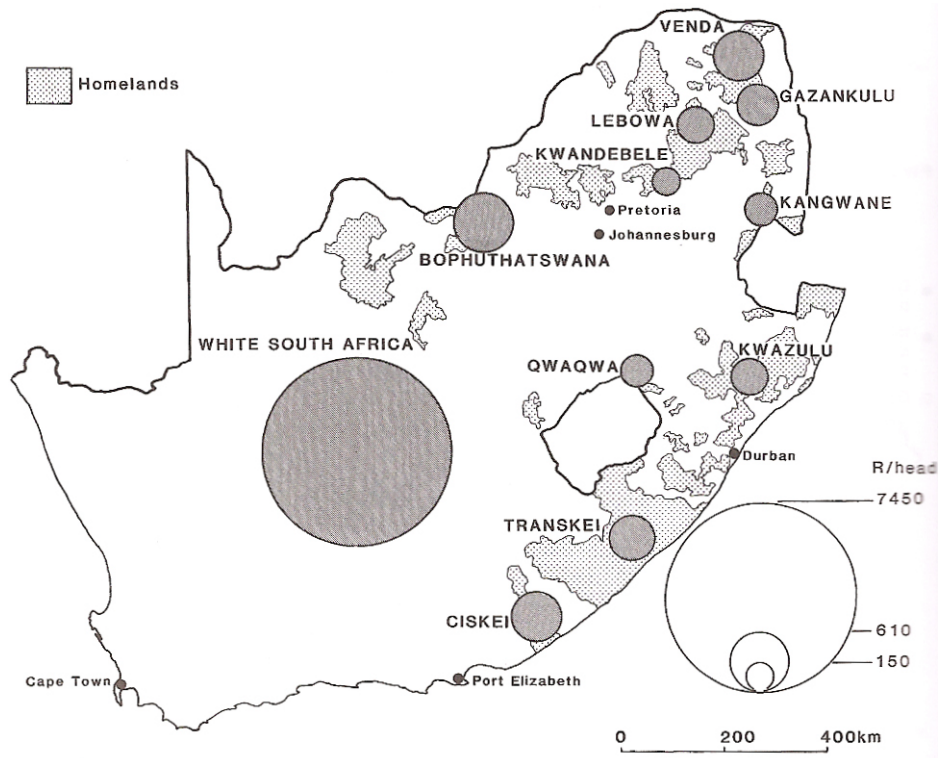 VENDA
Homelands
GAZANKULU
LEBOWA
KWANDEBELE
KANGWANE
Pretoria
Johannesburg
BOPHUTHATSWANA
WHITE SOUTH AFRICA
KWAZULU
QWAQWA
Durban
R/head
7450
TRANSKEI
CISKEI
610
150
Cape Town
Port Elizabeth
0 200 400km